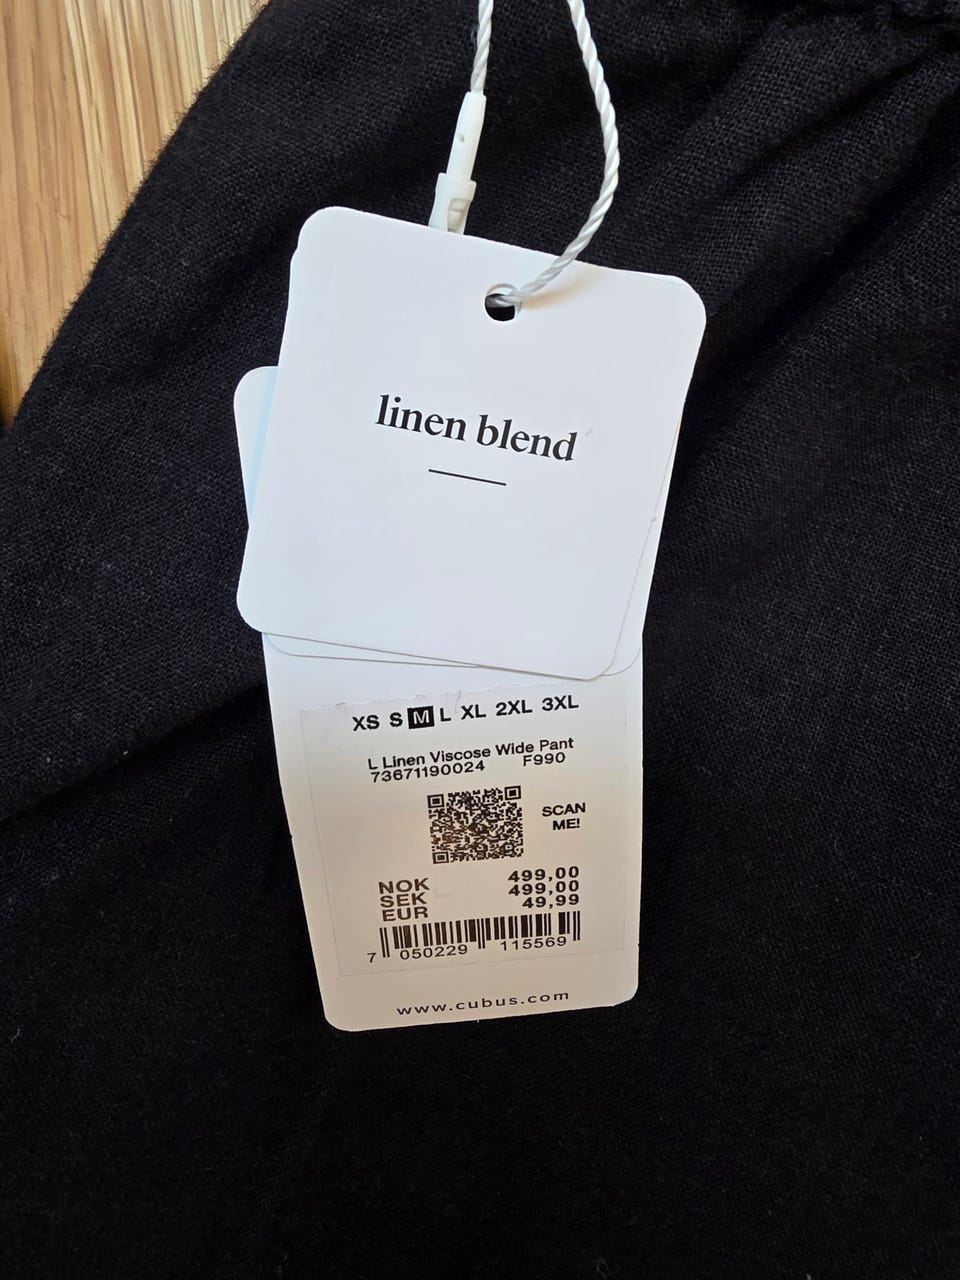 linen blend
XS S M L XL 2XL 3XL
L Linen Viscose Wide Pant
73671190024 F990
SCAN
ME!
NOK 499,00
SEK 499,00
EUR 49,99
7 050229 115569
www.cubus.com